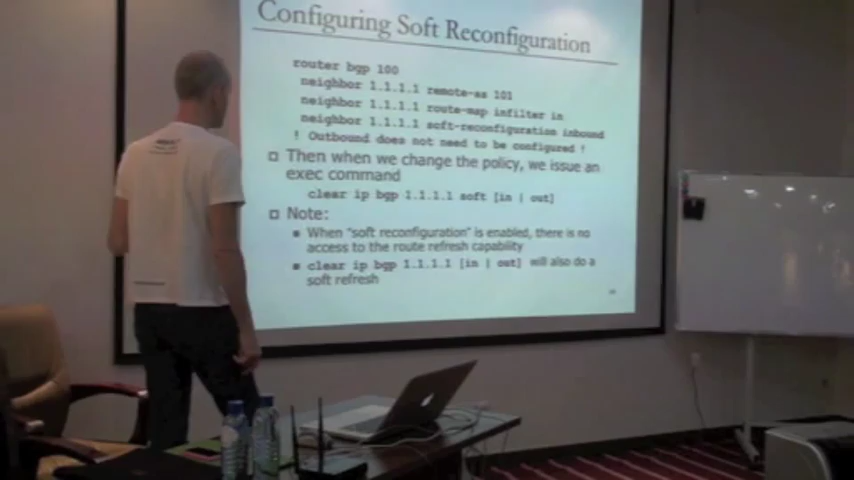 Configuring Soft Reconfiguration
router bgp 100
neighbor 1.1.1.1 remote-as 101
neighbor 1.1.1.1 route-map infilter in
neighbor 1.1.1.1 soft-reconfiguration inbound
! Outbound does not need to be configured !
Then when we change the policy, we issue an
exec command
clear ip bgp 1.1.1.1 soft [in | out]
Note:
When "soft reconfiguration" is enabled, there is no
access to the route refresh capability
clear ip bgp 1.1.1.1 [in | out] will also do a
soft refresh